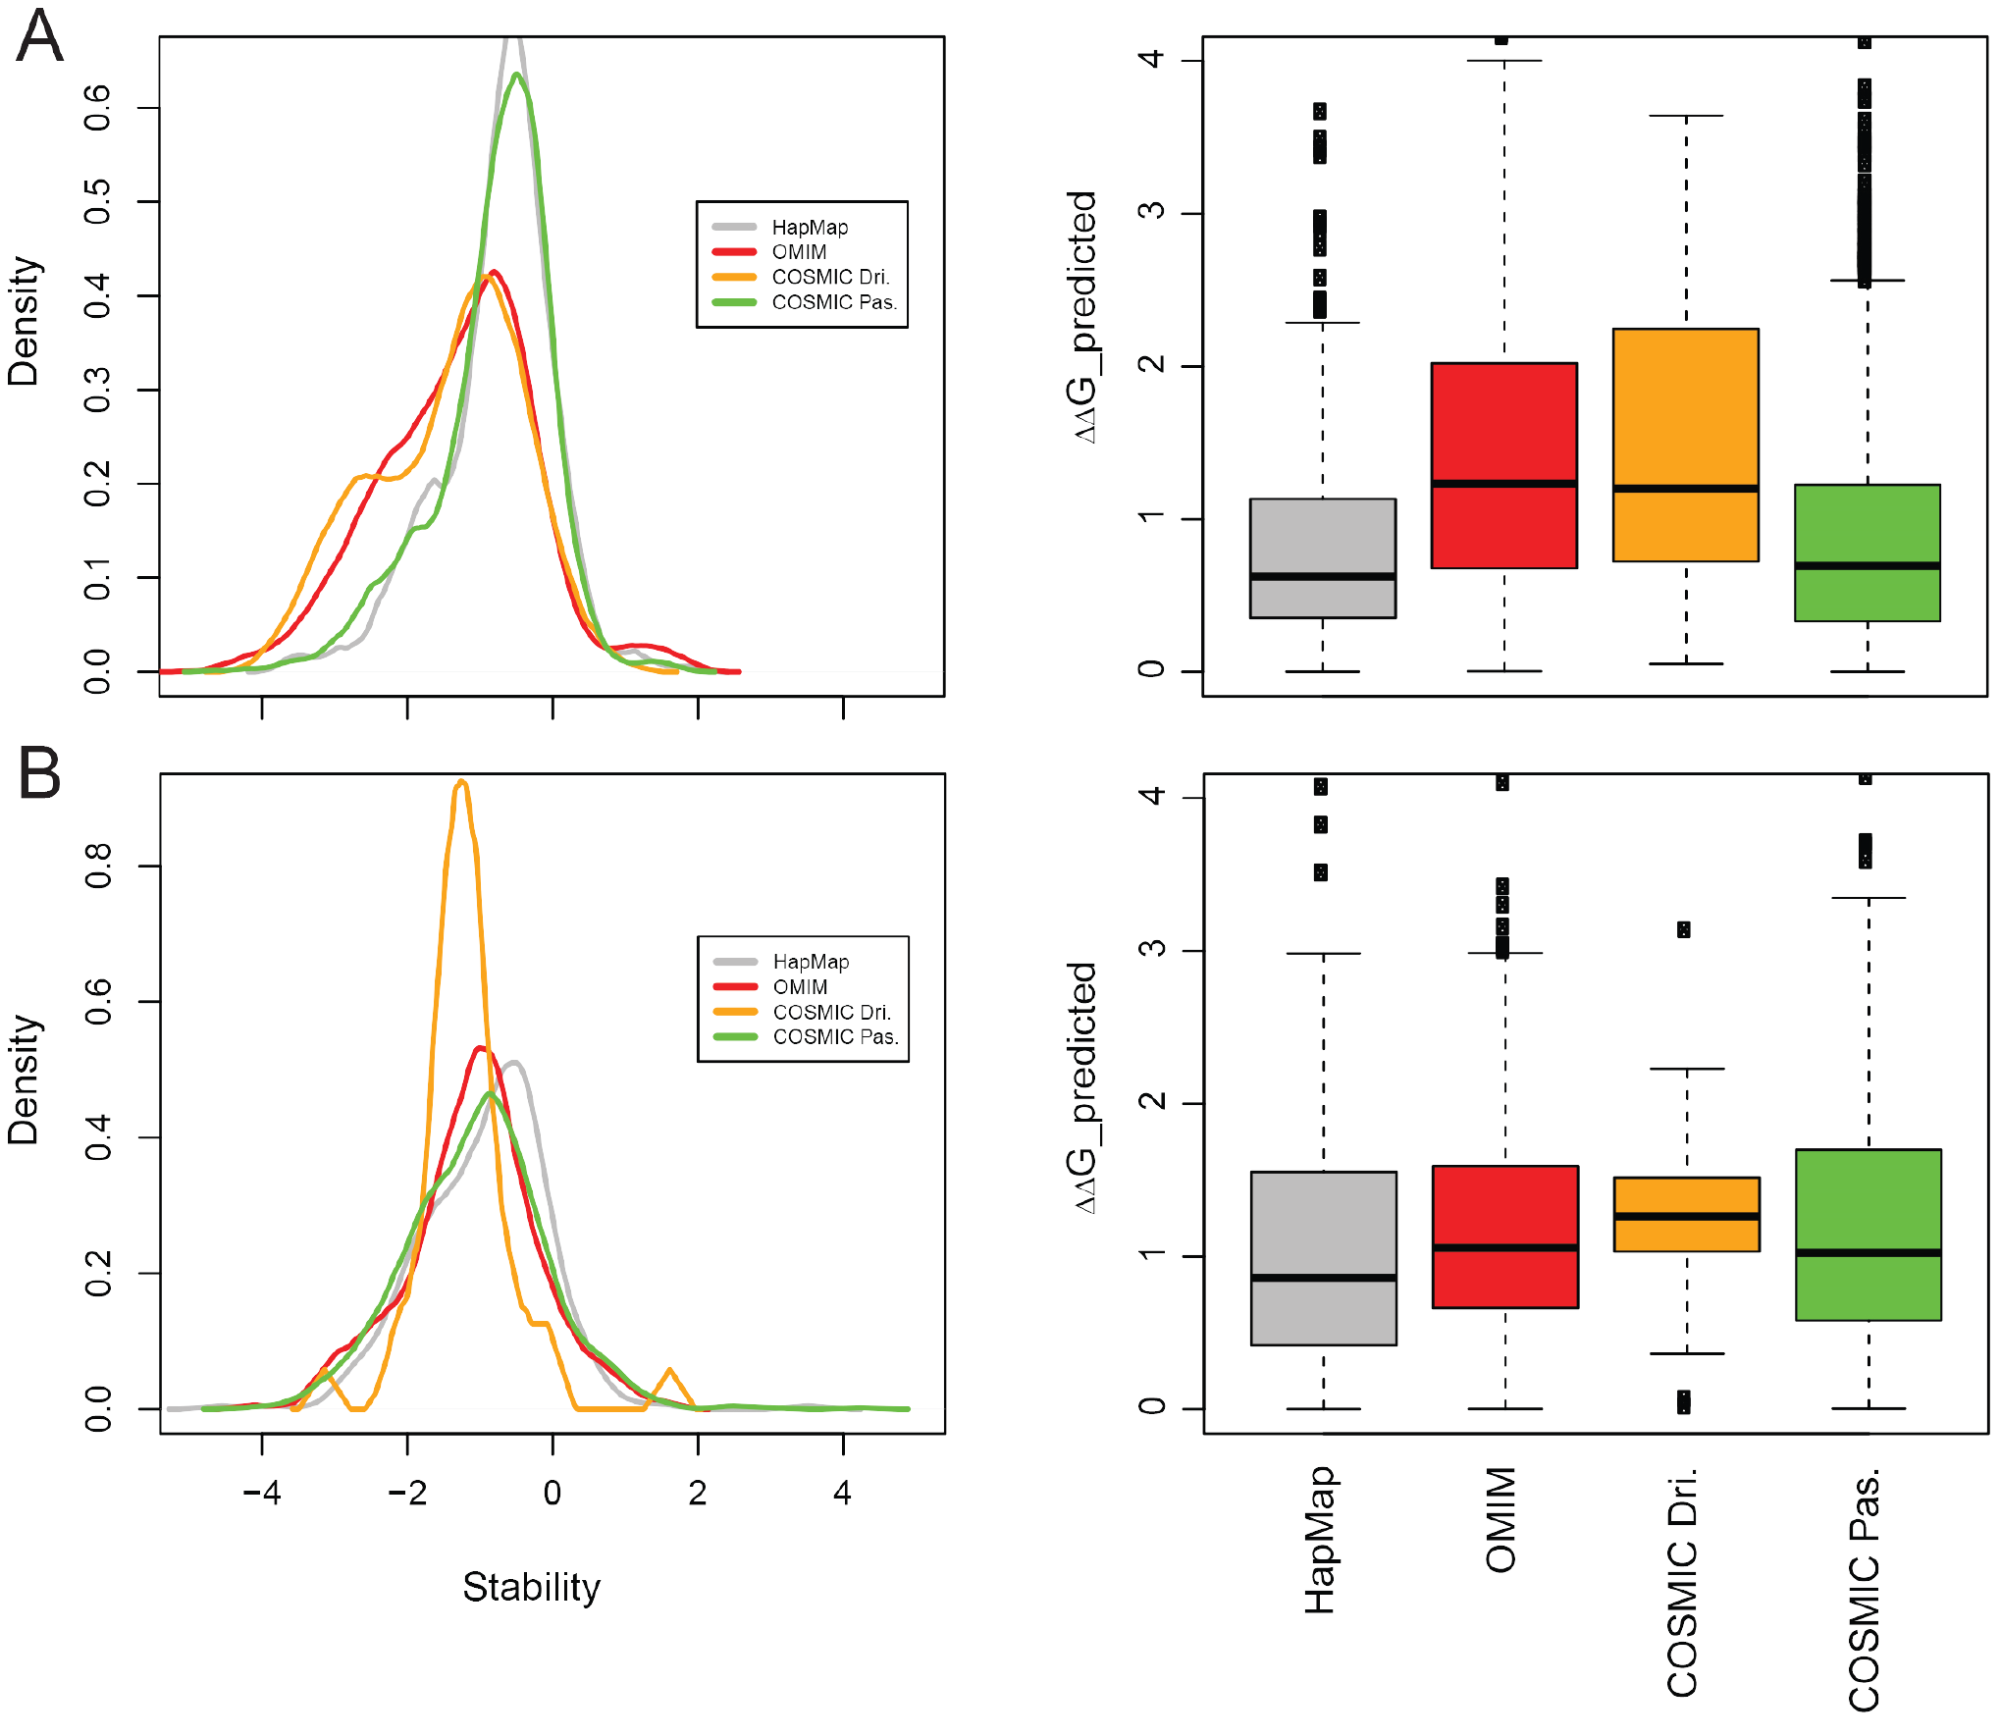 A
Density
0.0
0.1
0.2
0.3
0.4
0.5
0.6
HapMap
OMIM
COSMIC Dri.
COSMIC Pas.
ΔΔG_predicted
0
1
2
3
4
B
Density
0.0
0.2
0.4
0.6
0.8
HapMap
OMIM
COSMIC Dri.
COSMIC Pas.
−4
−2
0
2
4
Stability
ΔΔG_predicted
0
1
2
3
4
HapMap
OMIM
COSMIC Dri.
COSMIC Pas.